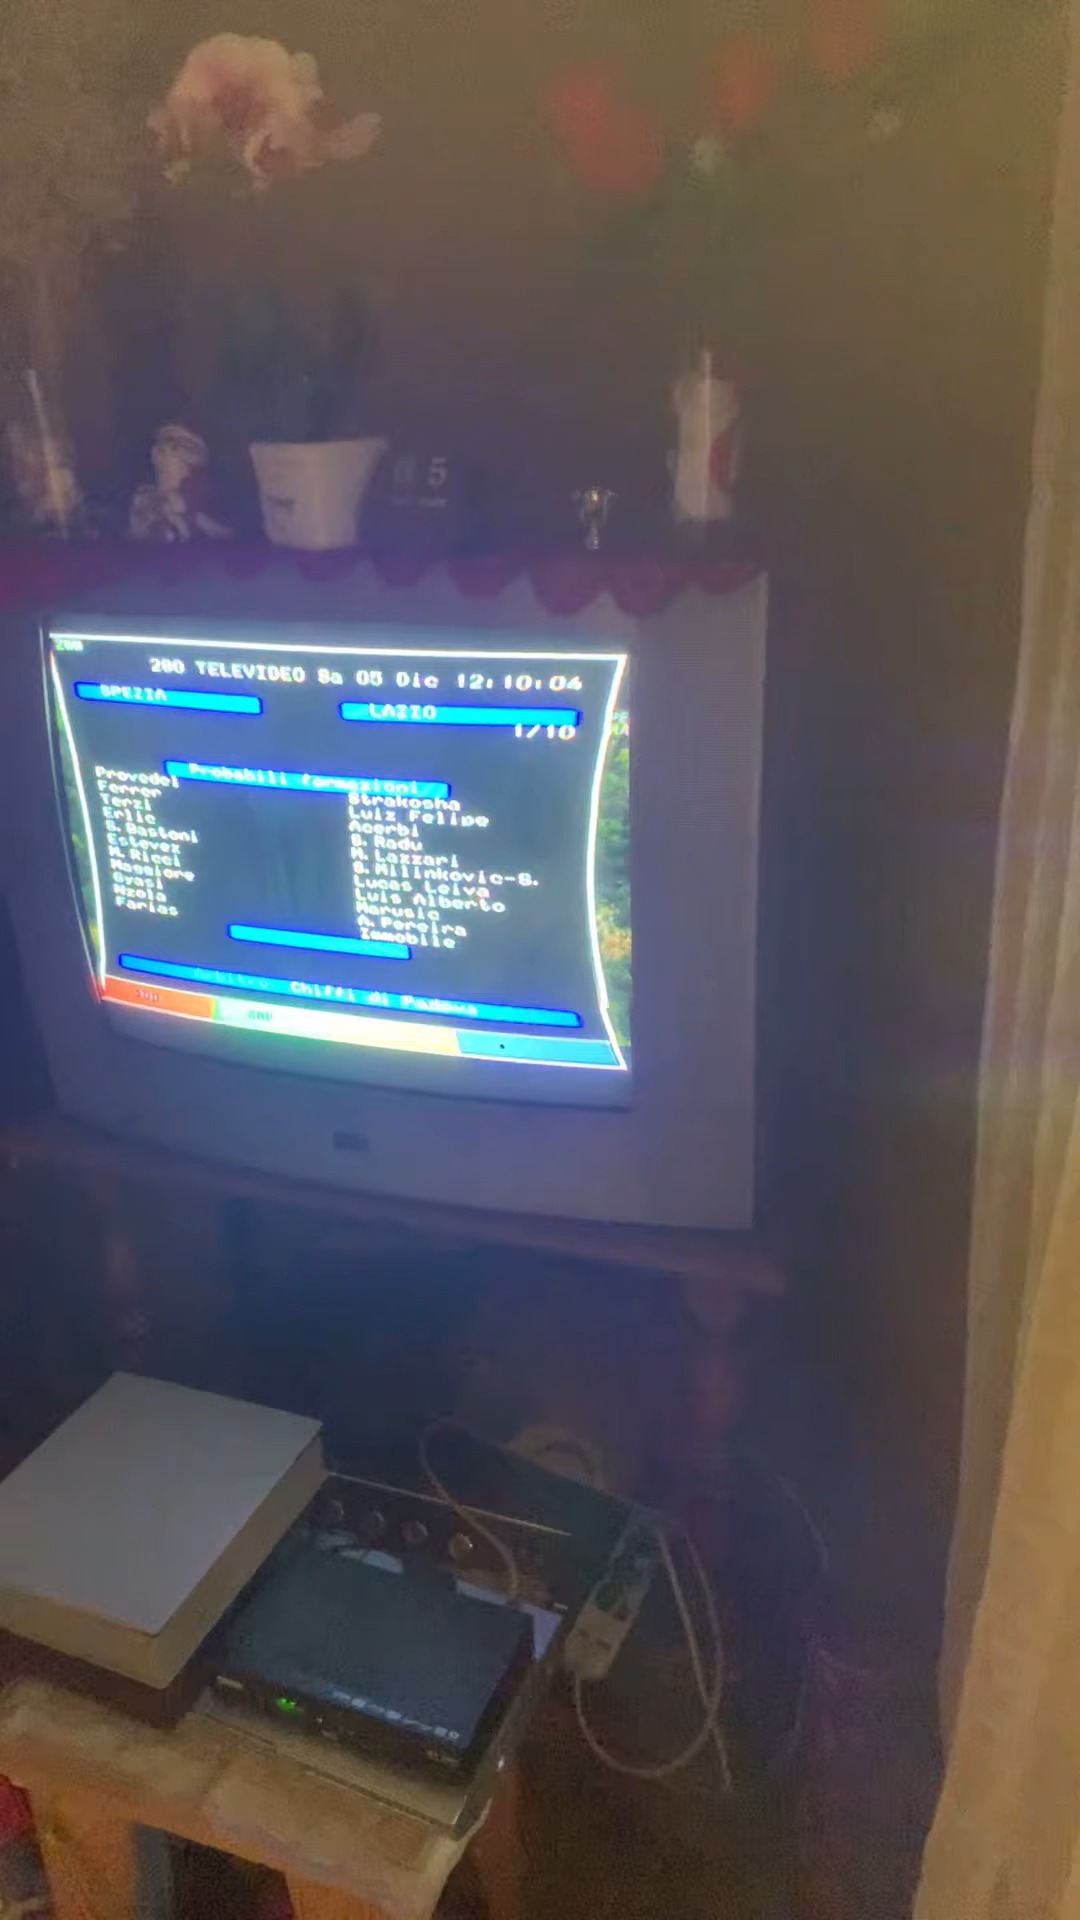 200
200 TELEVIDEO Sa 05 Dic 12:10:04
SPEZIA
LAZIO
1/10
Probabili formazioni
Provedel
Ferrer
Terzi
Erlic
S. Bastoni
Estevez
M. Ricci
Maggiore
Gyasi
Nzola
Farias
Strakosha
Luiz Felipe
Acerbi
S. Radu
M. Lazzari
S. Milinkovic-S.
Lucas Leiva
Luis Alberto
Marusic
A. Pereira
Immobile
Arbitro Chiffi di Padova